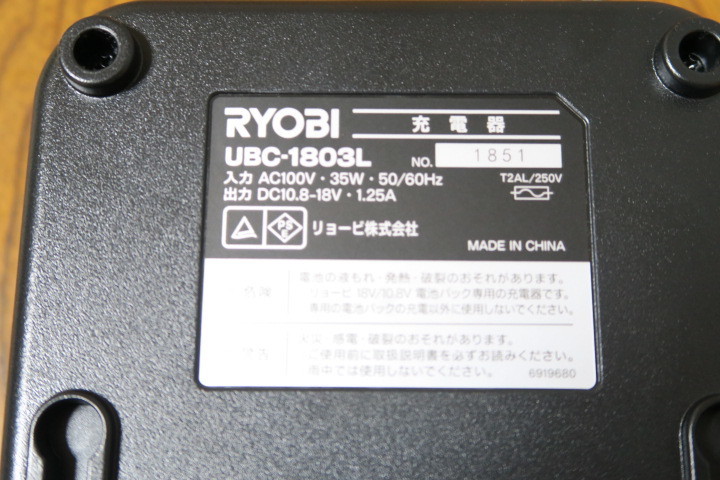 RYOBI 充電器
UBC-1803L NO. 1851
入力 AC100V・35W・50/60Hz T2AL/250V
出力 DC10.8-18V・1.25A
PS E リョービ株式会社
MADE IN CHINA
電池の液もれ・発熱・破裂のおそれがあります。
リョービ 18V/10.8V 電池パック専用の充電器です。
専用の電池パックの充電以外に使用しないでください。
火災・感電・破裂のおそれがあります。
ご使用前に取扱説明書を必ずお読みください。
雨中では使用しないでください。 6919680